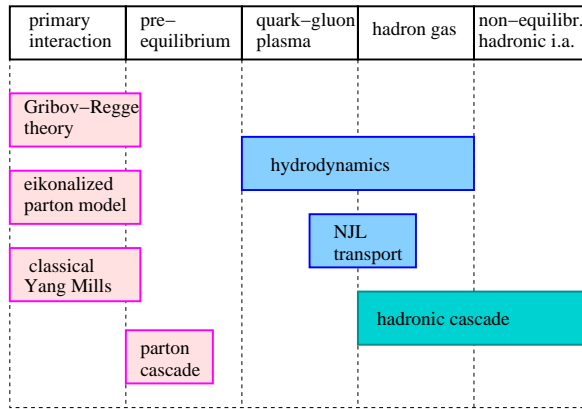 primary
interaction
pre−
equilibrium
quark−gluon
plasma
hadron gas
non−equilibr.
hadronic i.a.
Gribov−Regge
theory
hydrodynamics
eikonalized
parton model
NJL
transport
classical
Yang Mills
hadronic cascade
parton
cascade